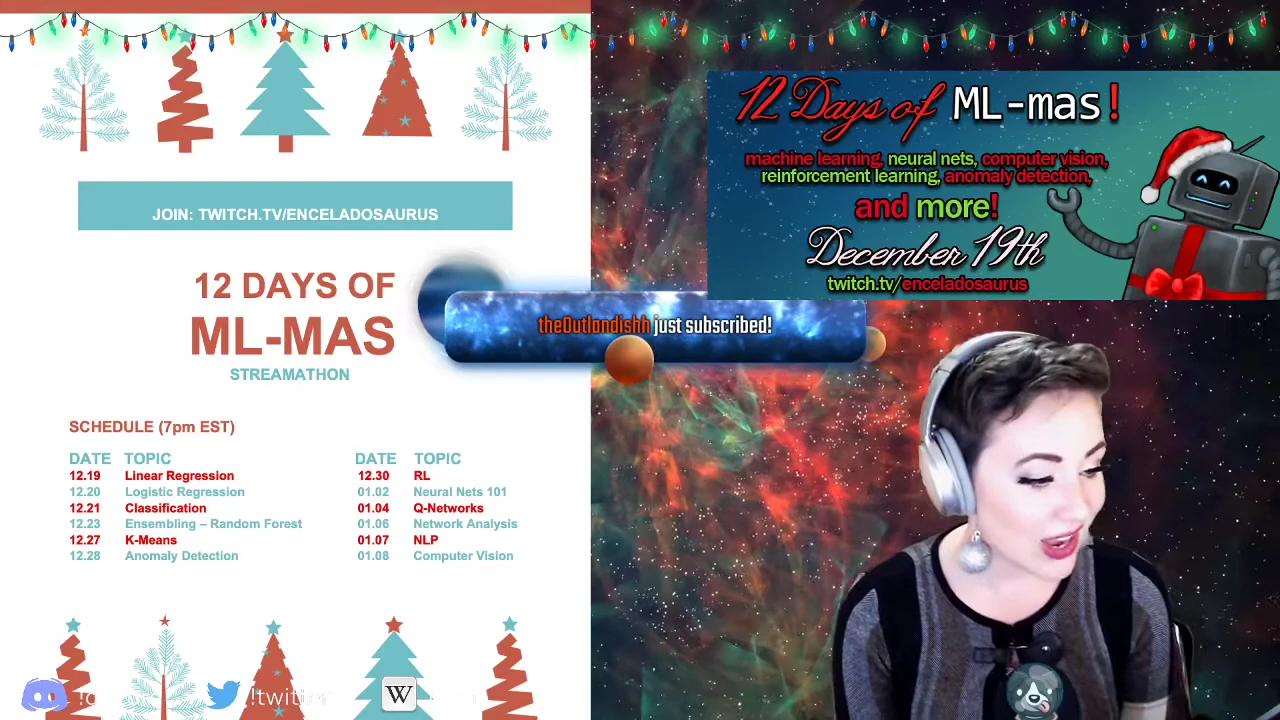 JOIN: TWITCH.TV/ENCELADOSAURUS
12 DAYS OF
ML-MAS
STREAMATHON
SCHEDULE (7pm EST)
DATE TOPIC
12.19 Linear Regression
12.20 Logistic Regression
12.21 Classification
12.23 Ensembling – Random Forest
12.27 K-Means
12.28 Anomaly Detection
DATE TOPIC
12.30 RL
01.02 Neural Nets 101
01.04 Q-Networks
01.06 Network Analysis
01.07 NLP
01.08 Computer Vision
theOutlandishh just subscribed!
12 Days of ML-mas!
machine learning, neural nets, computer vision,
reinforcement learning, anomaly detection,
and more!
December 19th
twitch.tv/enceladosaurus
W